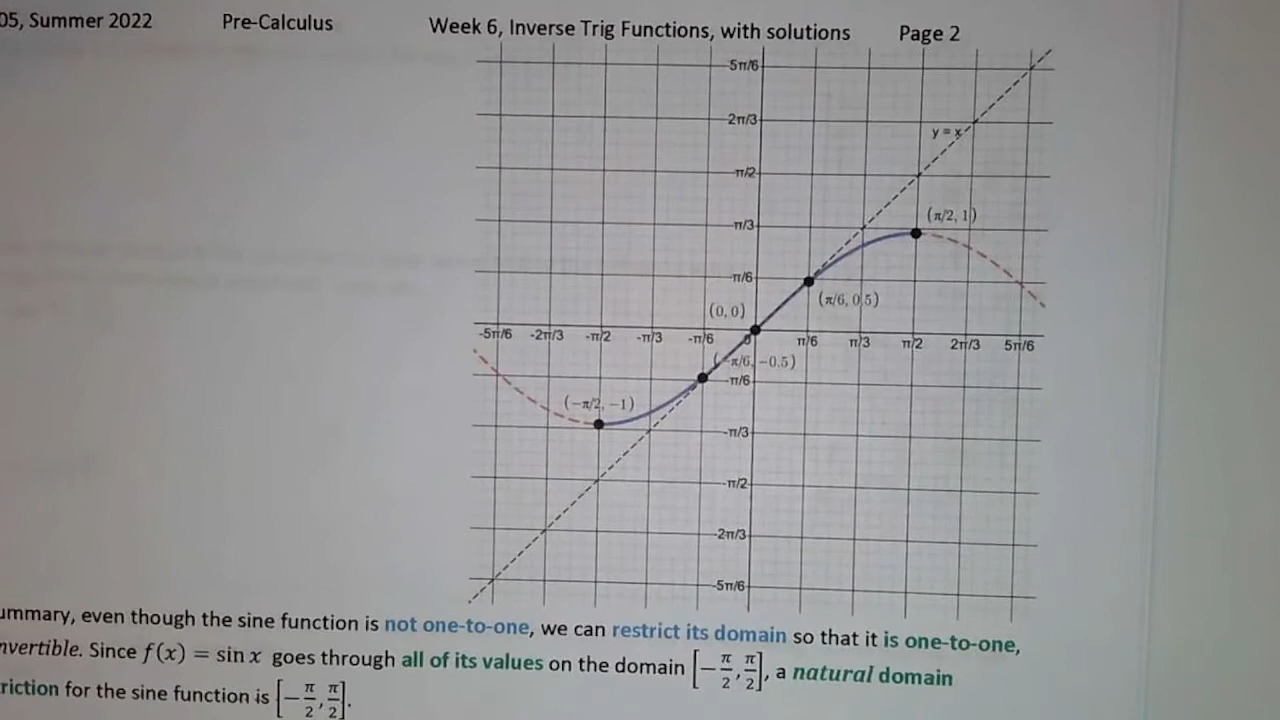 05, Summer 2022 Pre-Calculus Week 6, Inverse Trig Functions, with solutions Page 2
5π/6
2π/3
y = x
π/2
(π/2, 1)
π/3
π/6
(π/6, 0.5)
(0, 0)
-5π/6 -2π/3 -π/2 -π/3 -π/6 0 π/6 π/3 π/2 2π/3 5π/6
(−π/6, −0.5)
-π/6
(−π/2, −1)
-π/3
-π/2
-2π/3
-5π/6
ummary, even though the sine function is not one-to-one, we can restrict its domain so that it is one-to-one,
nvertible. Since f(x) = sin x goes through all of its values on the domain [−π/2, π/2], a natural domain
riction for the sine function is [−π/2, π/2].